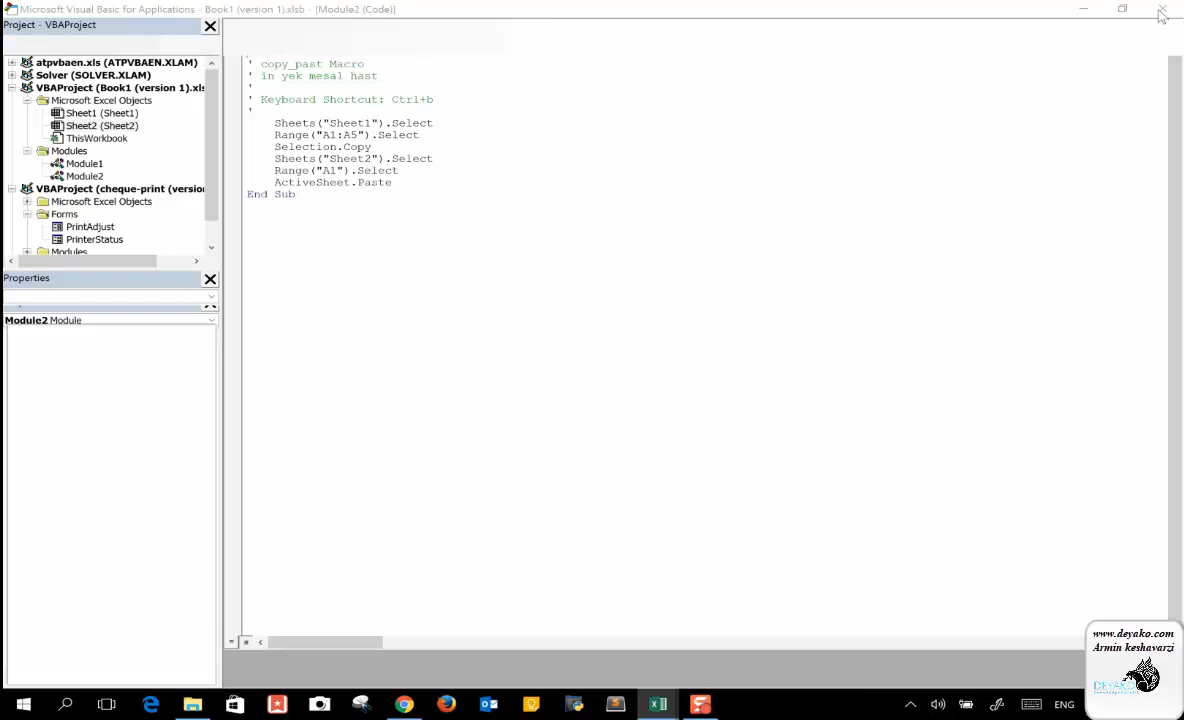 Microsoft Visual Basic for Applications - Book1 (version 1).xlsb - [Module2 (Code)]
Project - VBAProject
atpvbaen.xls (ATPVBAEN.XLAM)
Solver (SOLVER.XLAM)
VBAProject (Book1 (version 1).xls
Microsoft Excel Objects
Sheet1 (Sheet1)
Sheet2 (Sheet2)
ThisWorkbook
Modules
Module1
Module2
VBAProject (cheque-print (version
Microsoft Excel Objects
Forms
PrintAdjust
PrinterStatus
Modules
Properties
Module2 Module
'
' copy_past Macro
' in yek mesal hast
'
' Keyboard Shortcut: Ctrl+b
'
Sheets("Sheet1").Select
Range("A1:A5").Select
Selection.Copy
Sheets("Sheet2").Select
Range("A1").Select
ActiveSheet.Paste
End Sub
www.deyako.com
Armin keshavarzi
DEYAKO
ENG